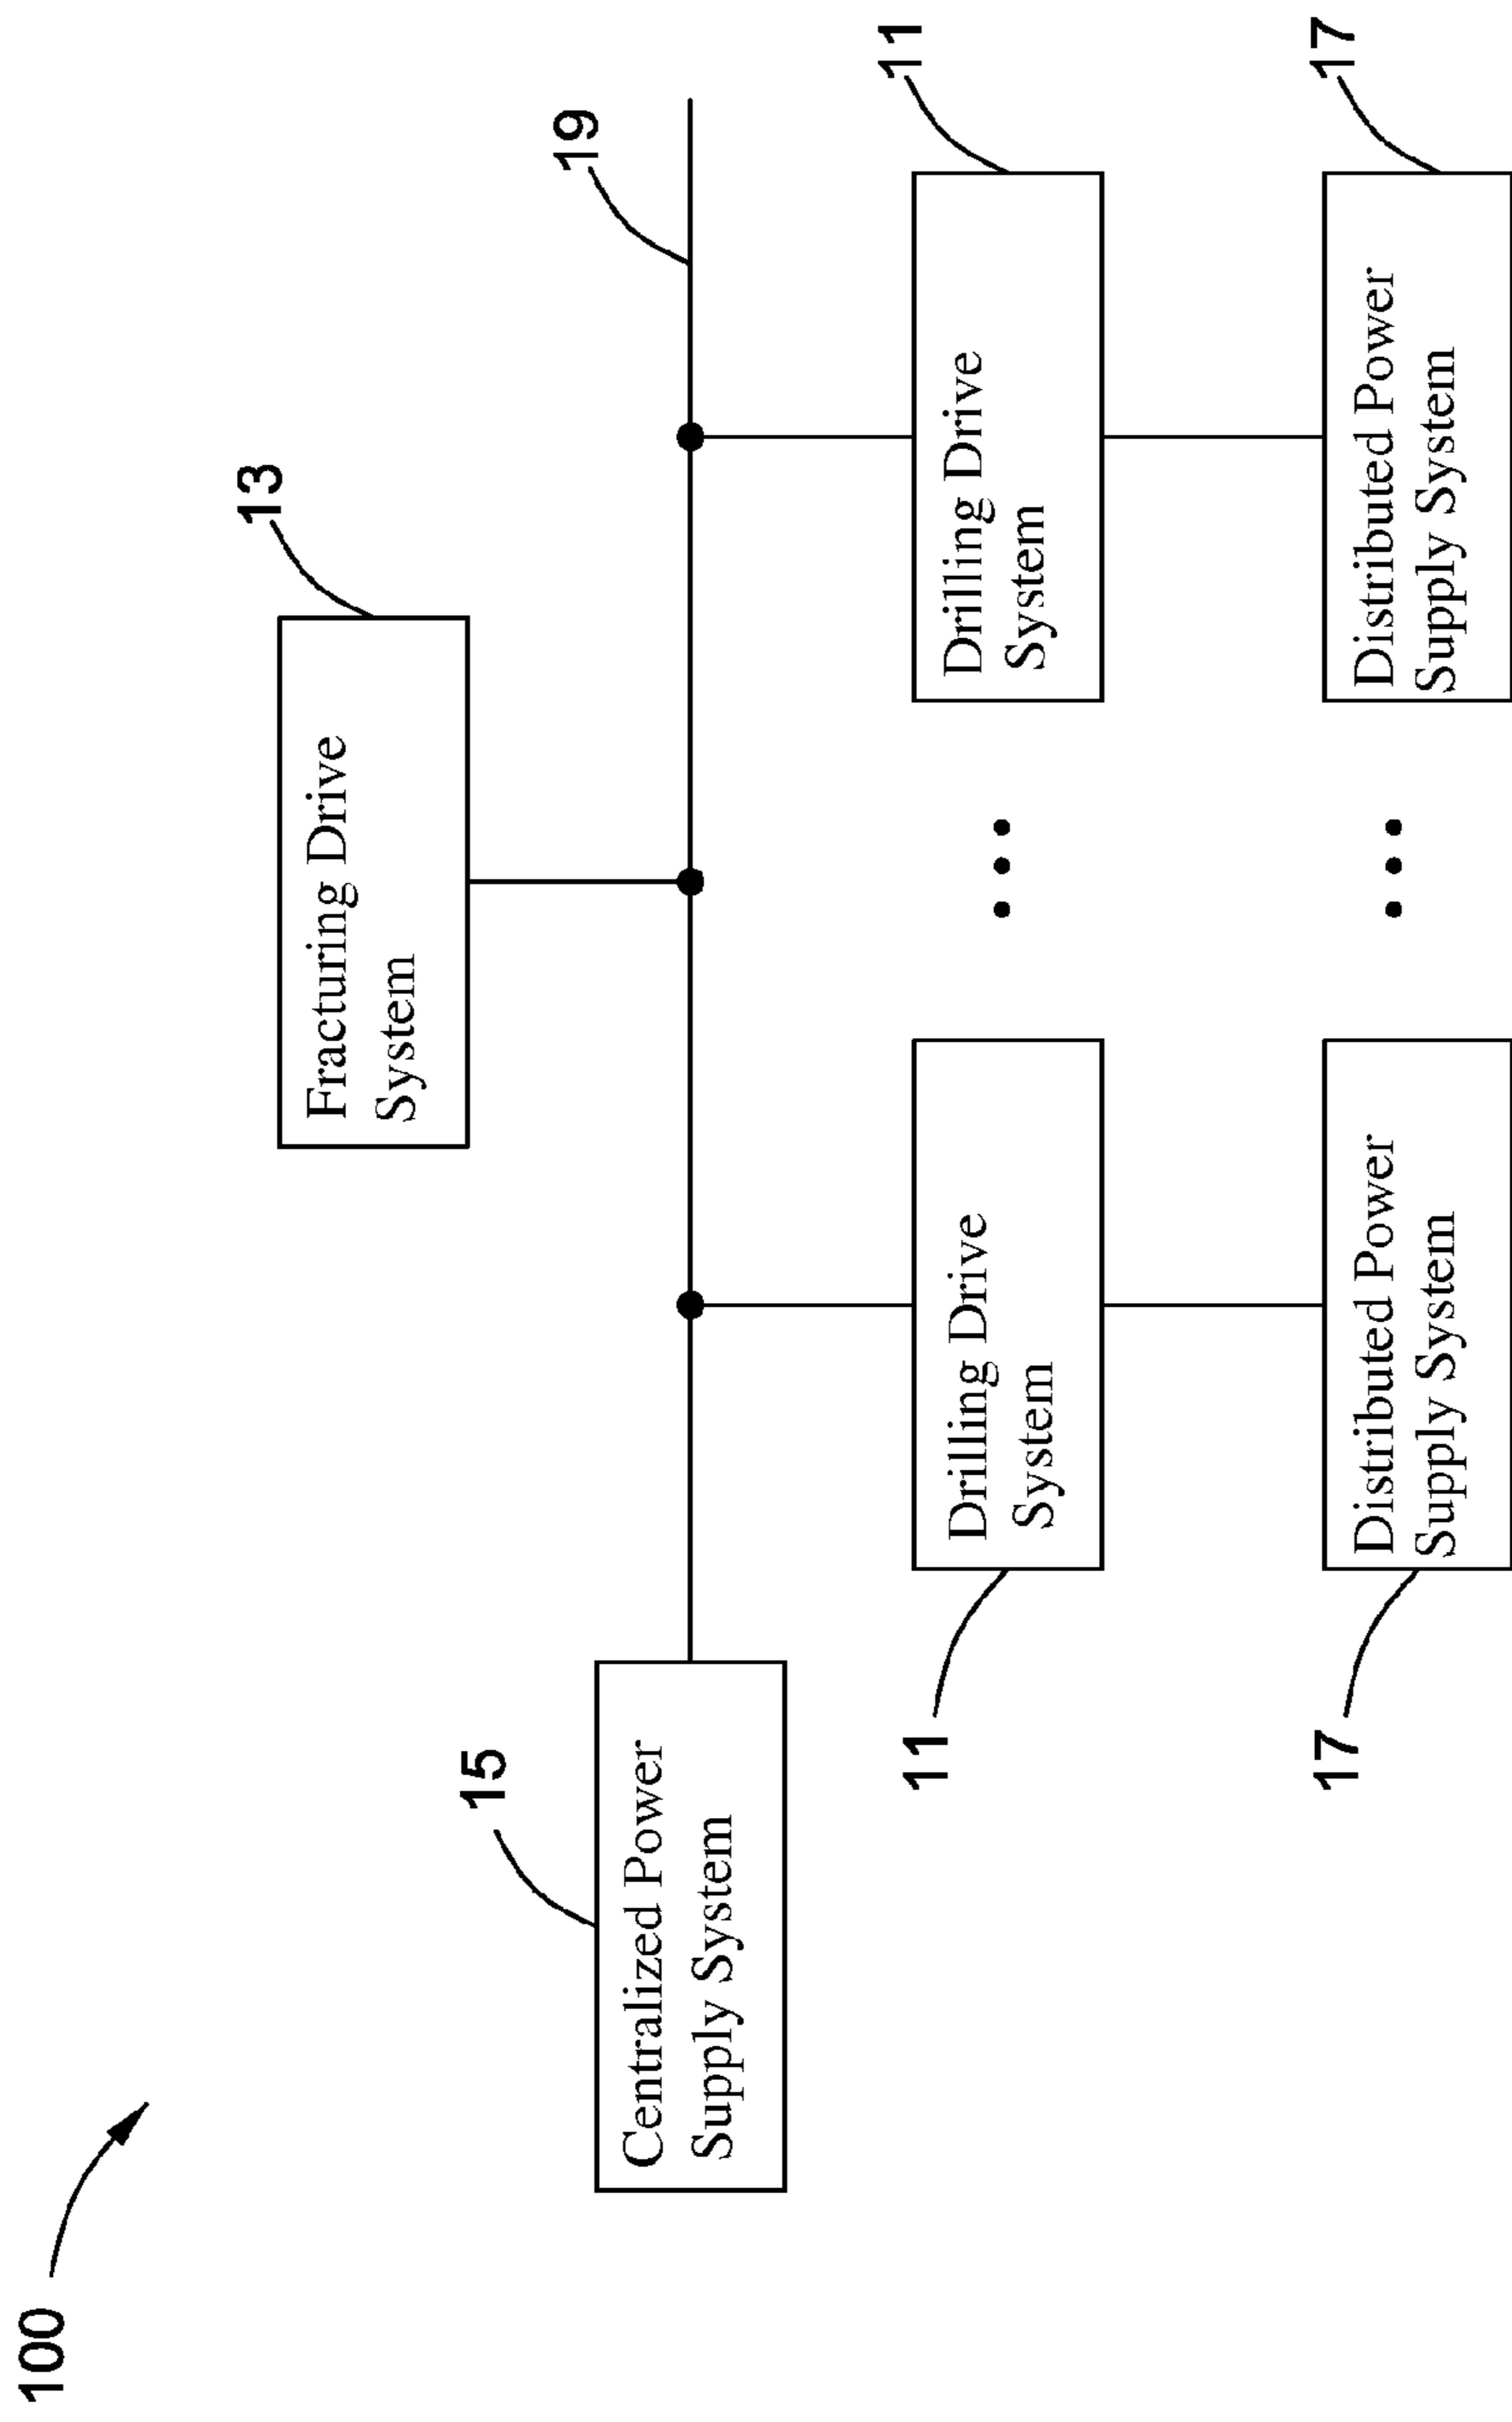 100
13
Fracturing Drive
System
19
15
Centralized Power
Supply System
11
Drilling Drive
System
Drilling Drive
System
11
17
Distributed Power
Supply System
Distributed Power
Supply System
17